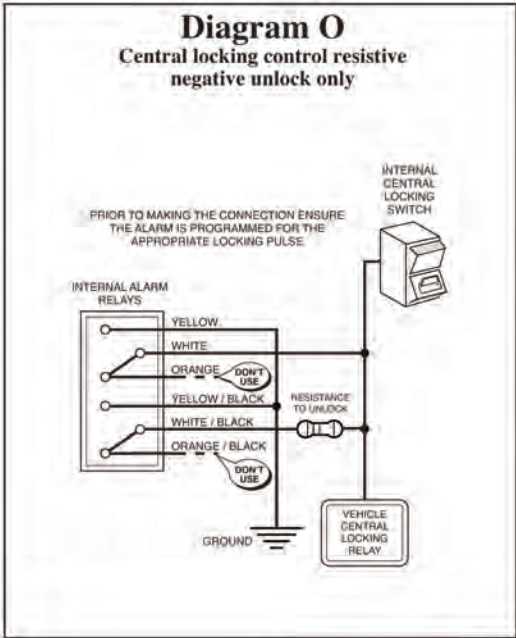 Diagram O
Central locking control resistive
negative unlock only
INTERNAL
CENTRAL
LOCKING
SWITCH
PRIOR TO MAKING THE CONNECTION ENSURE
THE ALARM IS PROGRAMMED FOR THE
APPROPRIATE LOCKING PULSE
INTERNAL ALARM
RELAYS
YELLOW
WHITE
ORANGE
DON'T
USE
YELLOW / BLACK
RESISTANCE
TO UNLOCK
WHITE / BLACK
ORANGE / BLACK
DON'T
USE
GROUND
VEHICLE
CENTRAL
LOCKING
RELAY